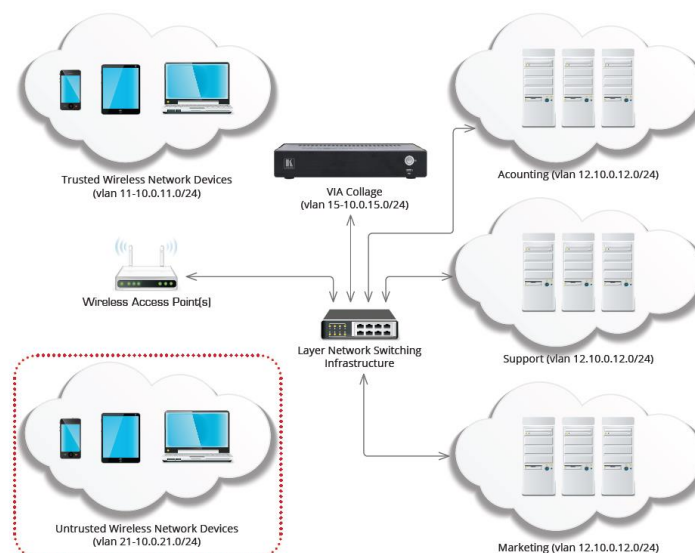 Trusted Wireless Network Devices
(vlan 11-10.0.11.0/24)
VIA Collage
(vlan 15-10.0.15.0/24)
Acounting (vlan 12.10.0.12.0/24)
Wireless Access Point(s)
Layer Network Switching
Infrastructure
Support (vlan 12.10.0.12.0/24)
Untrusted Wireless Network Devices
(vlan 21-10.0.21.0/24)
Marketing (vlan 12.10.0.12.0/24)